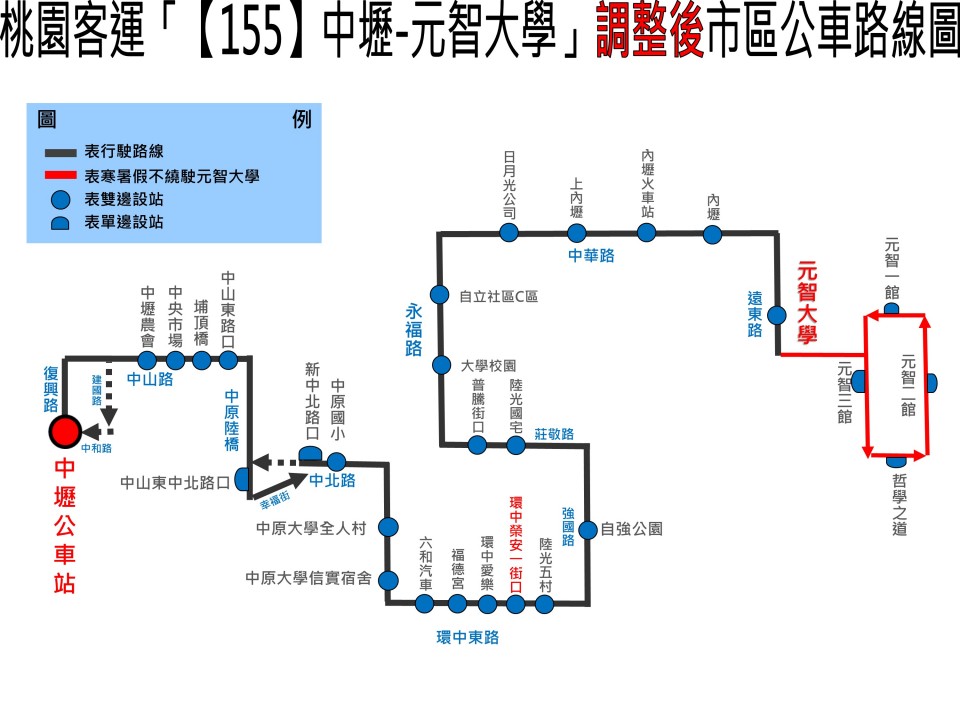 桃園客運「【155】中壢-元智大學」調整後市區公車路線圖
圖 例
表行駛路線
表寒暑假不繞駛元智大學
表雙邊設站
表單邊設站
日月光公司
上內壢
內壢火車站
內壢
中華路
元智大學
元智一館
遠東路
元智二館
元智三館
哲學之道
自立社區C區
永福路
大學校園
普騰街口
陸光國宅
莊敬路
中壢農會
中央市場
埔頂橋
中山東路口
中山路
復興路
建國路
中和路
中壢公車站
中原陸橋
新中北路口
中原國小
中山東中北路口
幸福街
中北路
中原大學全人村
中原大學信實宿舍
六和汽車
福德宮
環中愛樂
環中榮安一街口
陸光五村
強國路
自強公園
環中東路